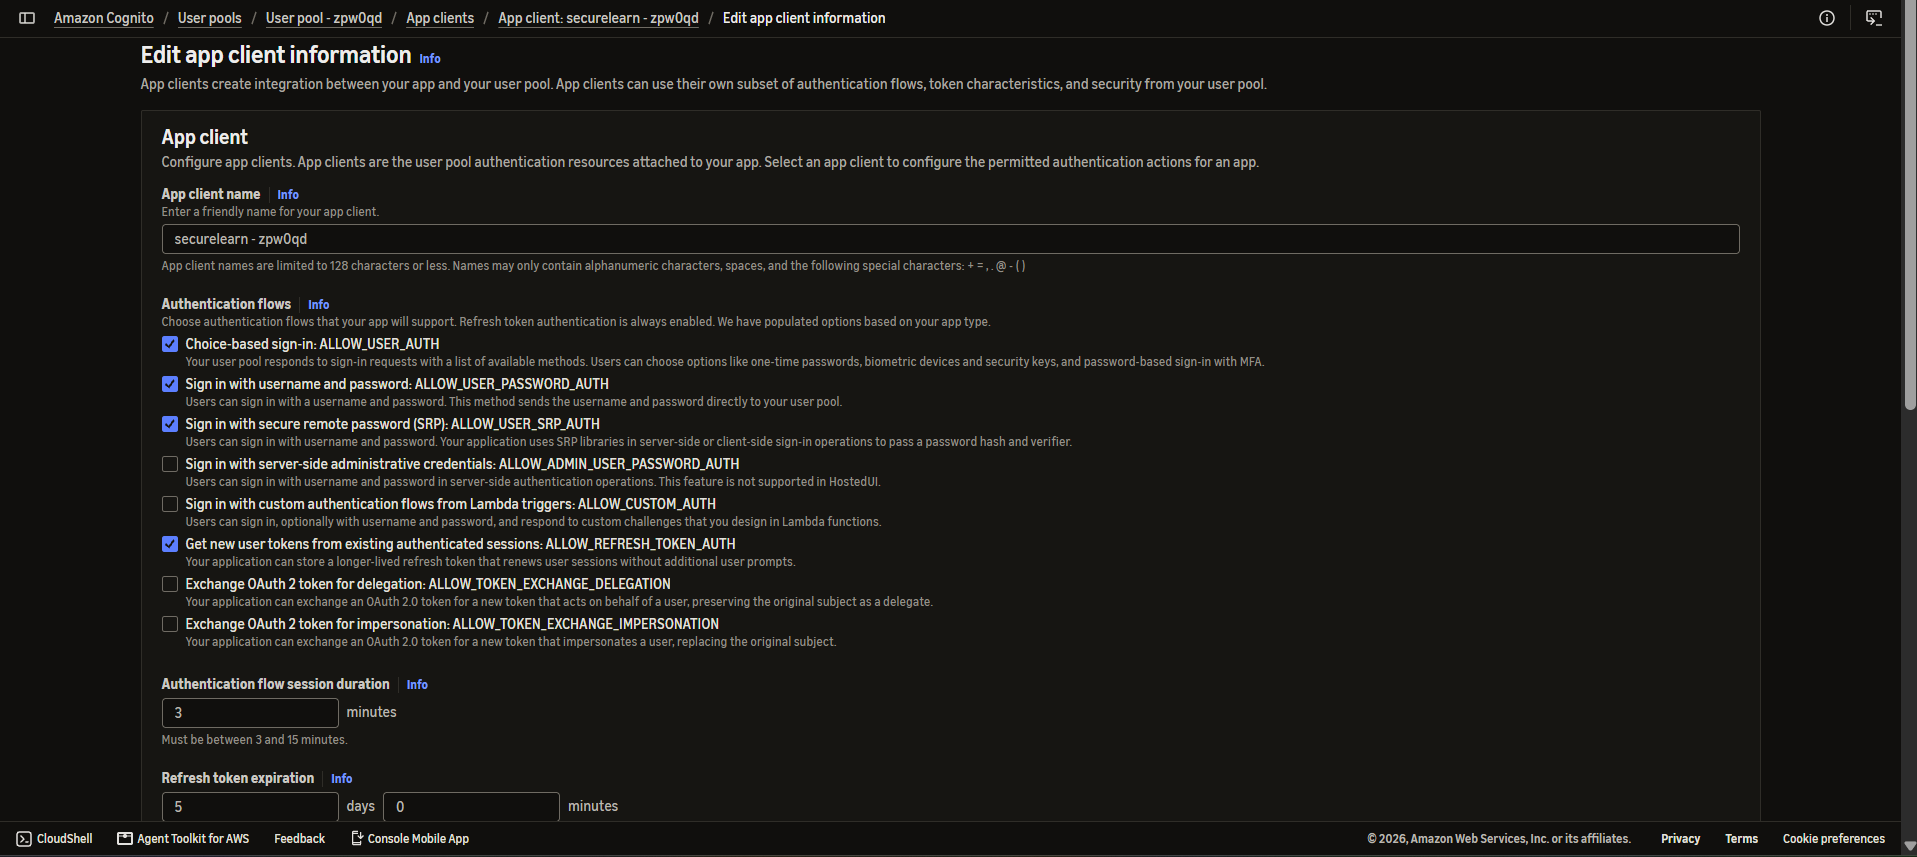 Amazon Cognito / User pools / User pool - zpw0qd / App clients / App client: securelearn - zpw0qd / Edit app client information
Edit app client information Info
App clients create integration between your app and your user pool. App clients can use their own subset of authentication flows, token characteristics, and security from your user pool.
App client
Configure app clients. App clients are the user pool authentication resources attached to your app. Select an app client to configure the permitted authentication actions for an app.
App client name Info
Enter a friendly name for your app client.
securelearn - zpw0qd
App client names are limited to 128 characters or less. Names may only contain alphanumeric characters, spaces, and the following special characters: + = , . @ - ( )
Authentication flows Info
Choose authentication flows that your app will support. Refresh token authentication is always enabled. We have populated options based on your app type.
Choice-based sign-in: ALLOW_USER_AUTH
Your user pool responds to sign-in requests with a list of available methods. Users can choose options like one-time passwords, biometric devices and security keys, and password-based sign-in with MFA.
Sign in with username and password: ALLOW_USER_PASSWORD_AUTH
Users can sign in with a username and password. This method sends the username and password directly to your user pool.
Sign in with secure remote password (SRP): ALLOW_USER_SRP_AUTH
Users can sign in with username and password. Your application uses SRP libraries in server-side or client-side sign-in operations to pass a password hash and verifier.
Sign in with server-side administrative credentials: ALLOW_ADMIN_USER_PASSWORD_AUTH
Users can sign in with username and password in server-side authentication operations. This feature is not supported in HostedUI.
Sign in with custom authentication flows from Lambda triggers: ALLOW_CUSTOM_AUTH
Users can sign in, optionally with username and password, and respond to custom challenges that you design in Lambda functions.
Get new user tokens from existing authenticated sessions: ALLOW_REFRESH_TOKEN_AUTH
Your application can store a longer-lived refresh token that renews user sessions without additional user prompts.
Exchange OAuth 2 token for delegation: ALLOW_TOKEN_EXCHANGE_DELEGATION
Your application can exchange an OAuth 2.0 token for a new token that acts on behalf of a user, preserving the original subject as a delegate.
Exchange OAuth 2 token for impersonation: ALLOW_TOKEN_EXCHANGE_IMPERSONATION
Your application can exchange an OAuth 2.0 token for a new token that impersonates a user, replacing the original subject.
Authentication flow session duration Info
3 minutes
Must be between 3 and 15 minutes.
Refresh token expiration Info
5 days 0 minutes
CloudShell Agent Toolkit for AWS Feedback Console Mobile App © 2026, Amazon Web Services, Inc. or its affiliates. Privacy Terms Cookie preferences